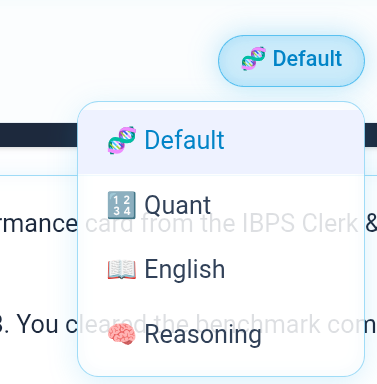 🧬 Default
🧬 Default
🔢 Quant
rmance card from the IBPS Clerk &
📖 English
3. You cleared the benchmark com
🧠 Reasoning